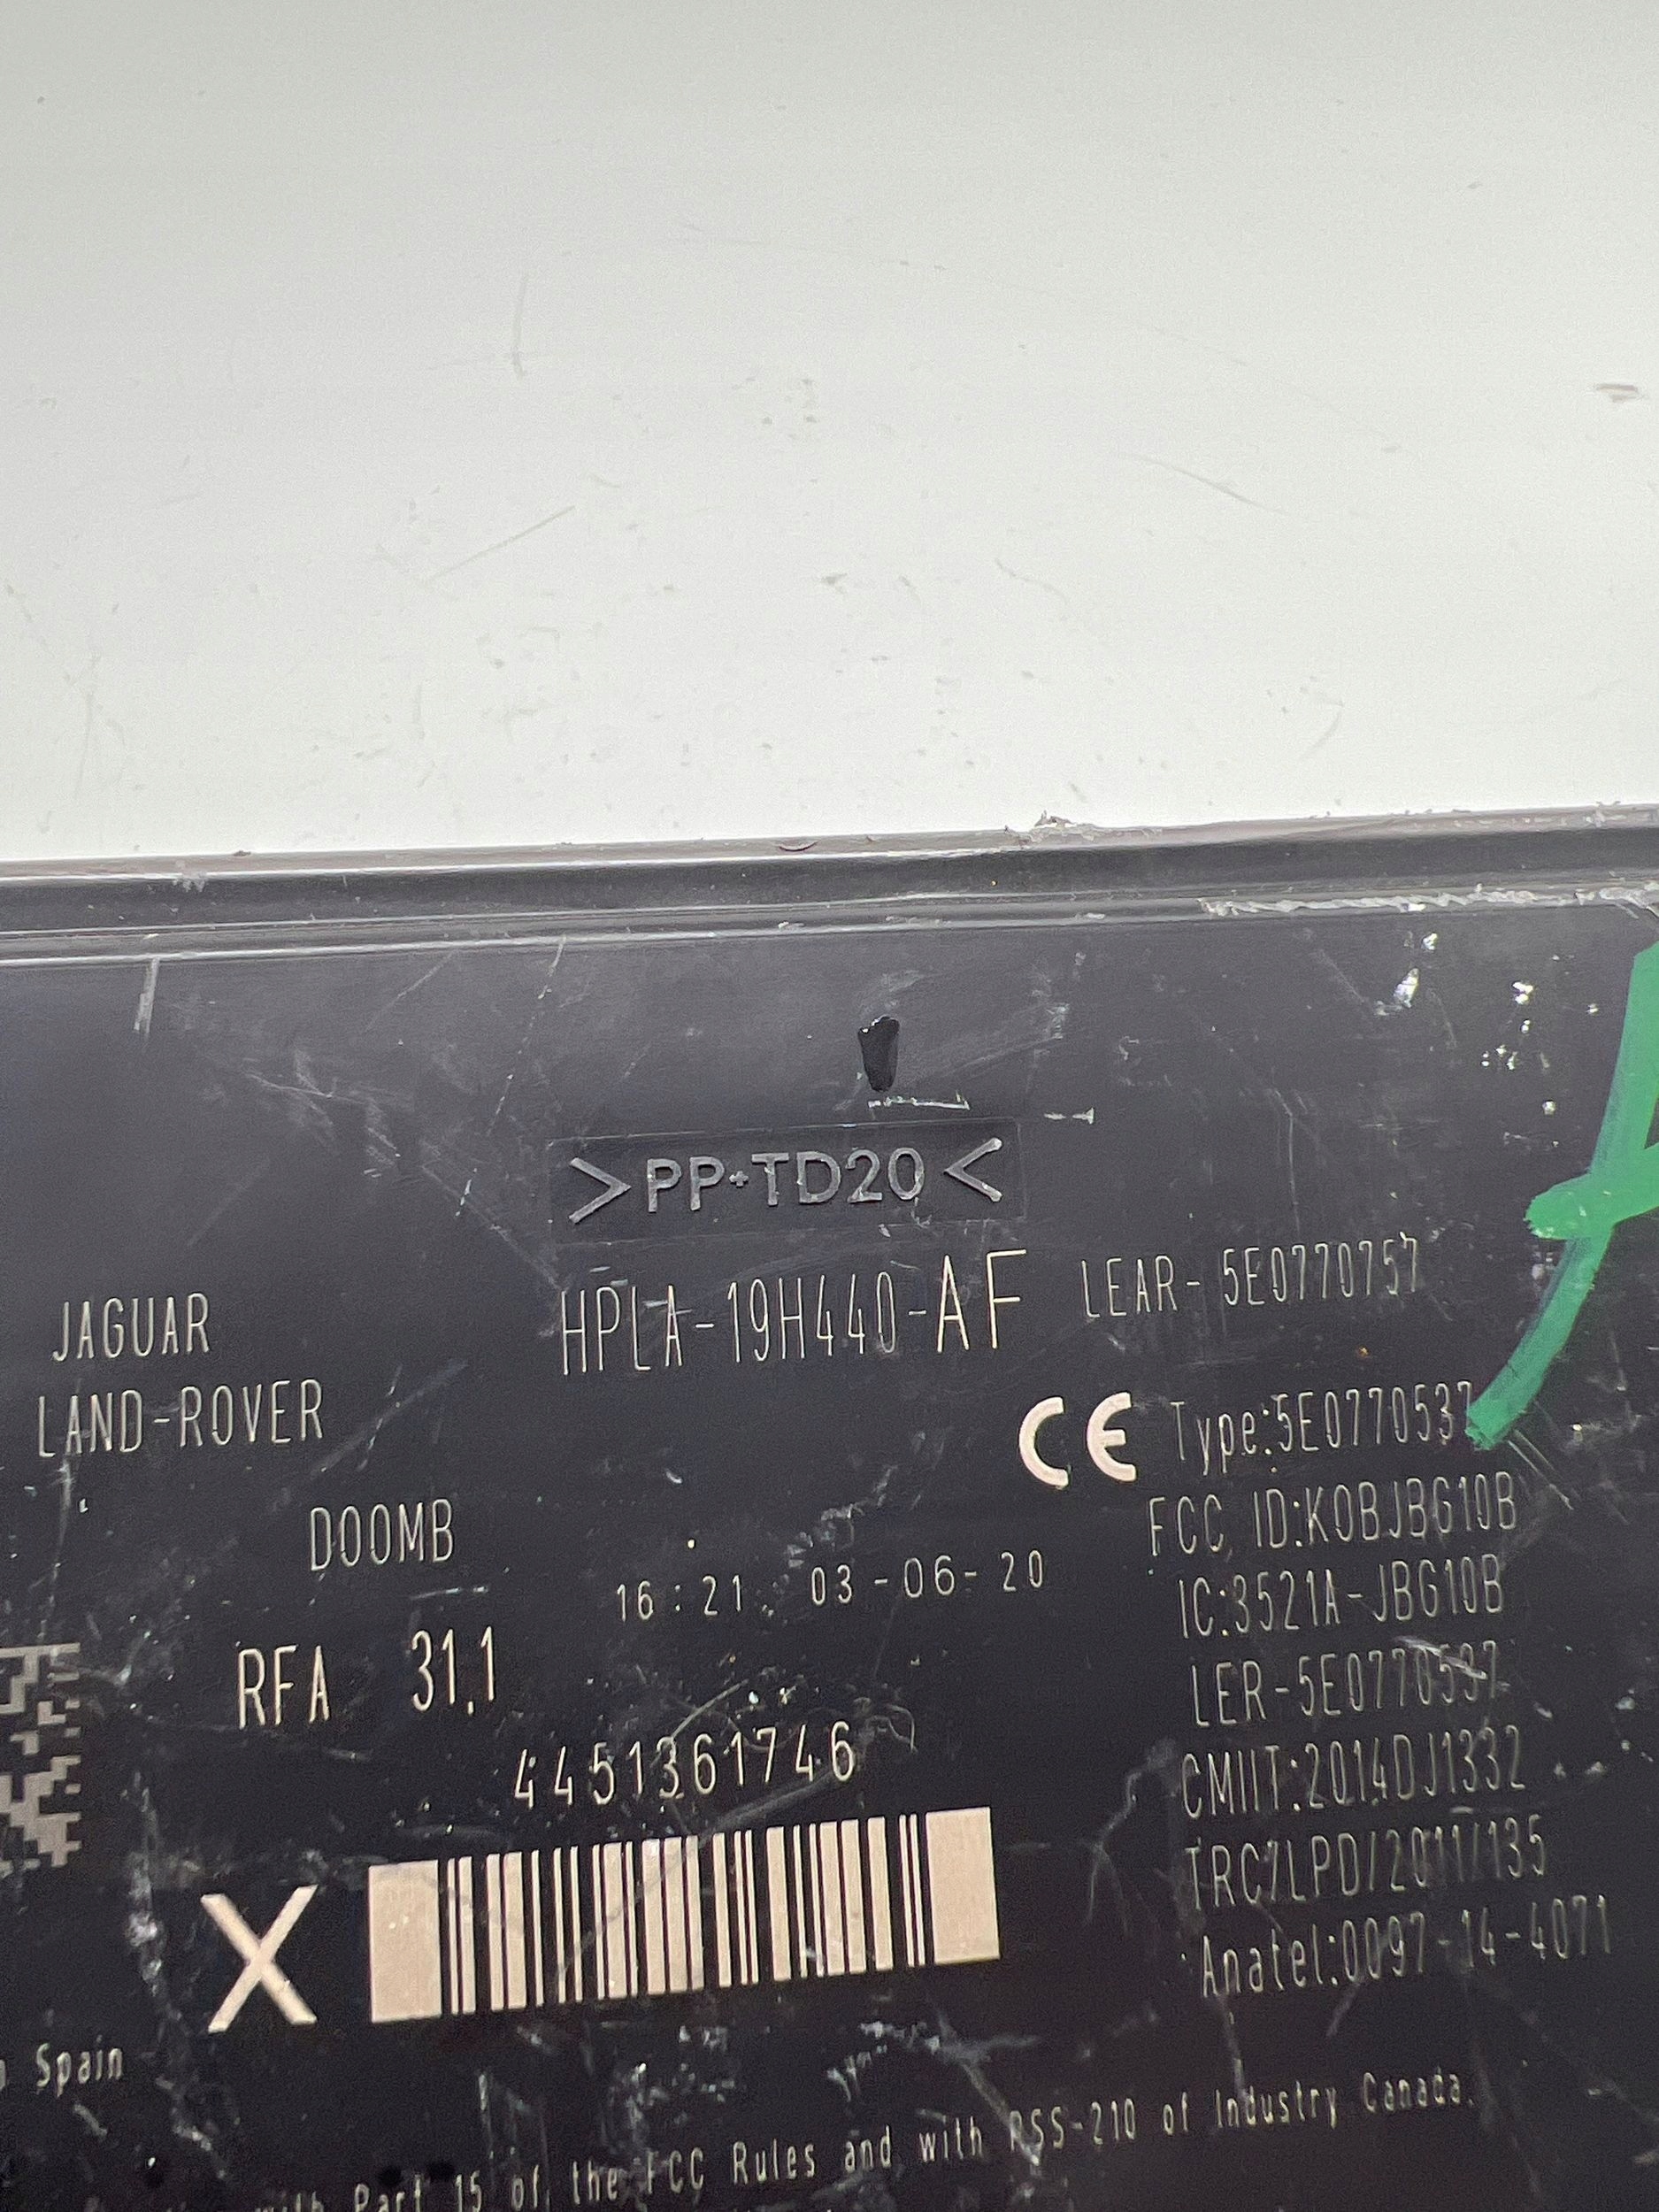 >PP+TD20<
HPLA-19H440-AF LEAR-5E0770757
JAGUAR
LAND-ROVER
CE Type:5E0770537
DOOMB
FCC ID:KOBJBG10B
16:21 03-06-20
IC:3521A-JBG10B
RFA 31.1
LER-5E0770537
4451361746
CMIIT:2014DJ1332
TRC/LPD/2011/135
X
Anatel:0097-14-4071
Spain
with Part 15 of the FCC Rules and with RSS-210 of Industry Canada.